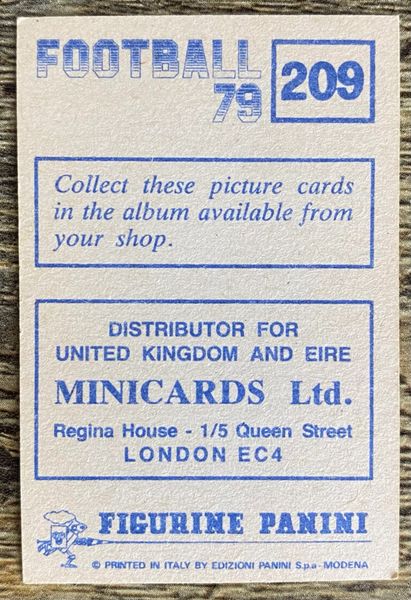 FOOTBALL
79
209
Collect these picture cards
in the album available from
your shop.
DISTRIBUTOR FOR
UNITED KINGDOM AND EIRE
MINICARDS Ltd.
Regina House - 1/5 Queen Street
LONDON EC4
FIGURINE PANINI
© PRINTED IN ITALY BY EDIZIONI PANINI S.p.a - MODENA